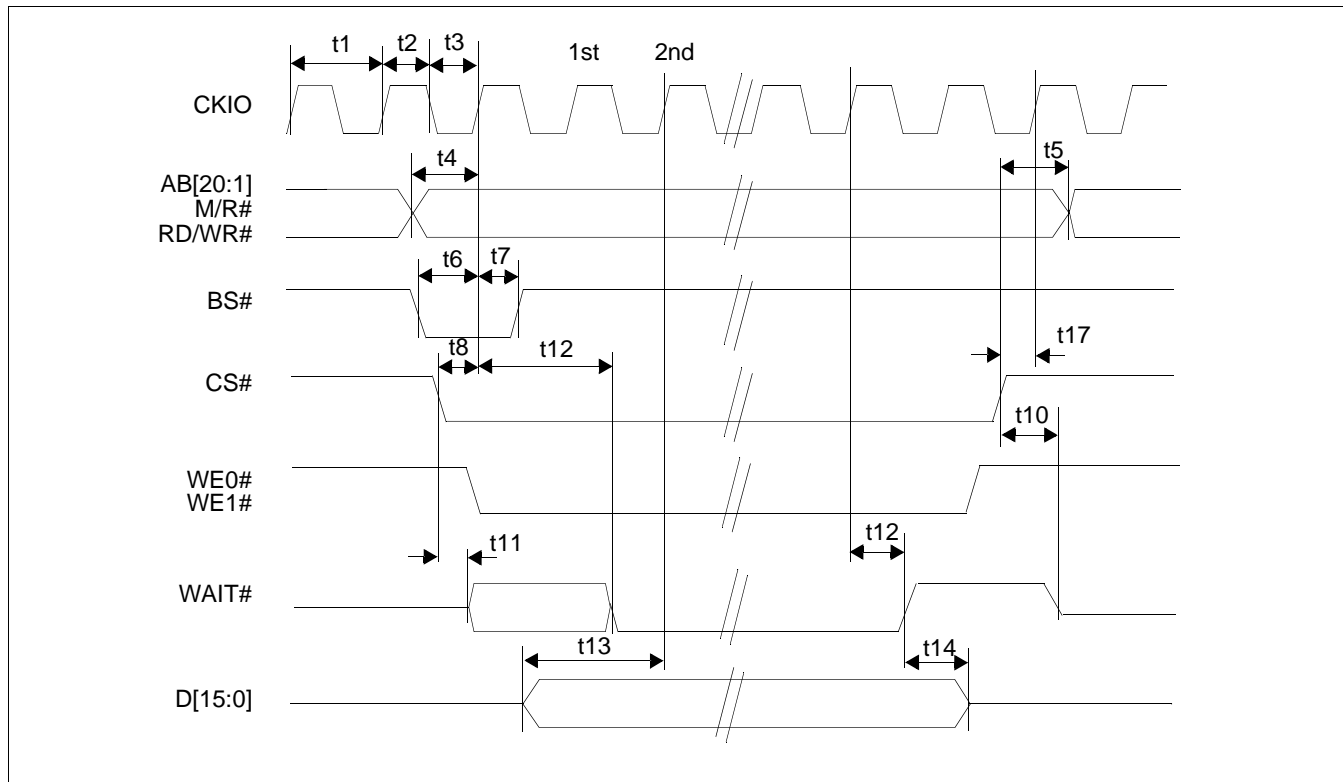 t1
t2
t3
1st
2nd
CKIO
t4
t5
AB[20:1]
M/R#
RD/WR#
t6
t7
BS#
t8
t12
t17
CS#
t10
WE0#
WE1#
t11
t12
WAIT#
t13
t14
D[15:0]